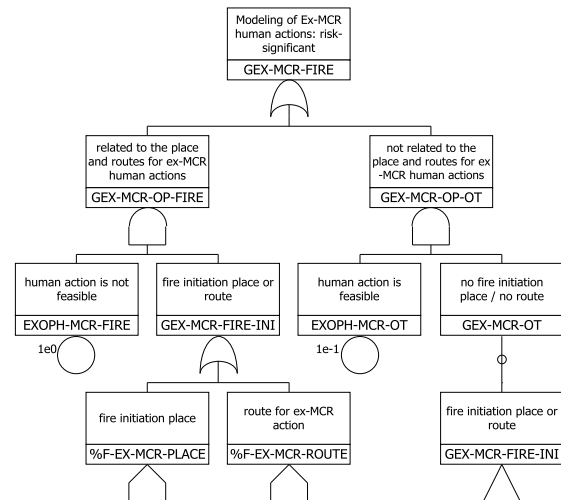 Modeling of Ex-MCR
human actions: risk-
significant
GEX-MCR-FIRE
related to the place
and routes for ex-MCR
human actions
GEX-MCR-OP-FIRE
not related to the
place and routes for ex
-MCR human actions
GEX-MCR-OP-OT
human action is not
feasible
EXOPH-MCR-FIRE
1e0
fire initiation place or
route
GEX-MCR-FIRE-INI
human action is
feasible
EXOPH-MCR-OT
1e-1
no fire initiation
place / no route
GEX-MCR-OT
fire initiation place
%F-EX-MCR-PLACE
route for ex-MCR
action
%F-EX-MCR-ROUTE
fire initiation place or
route
GEX-MCR-FIRE-INI